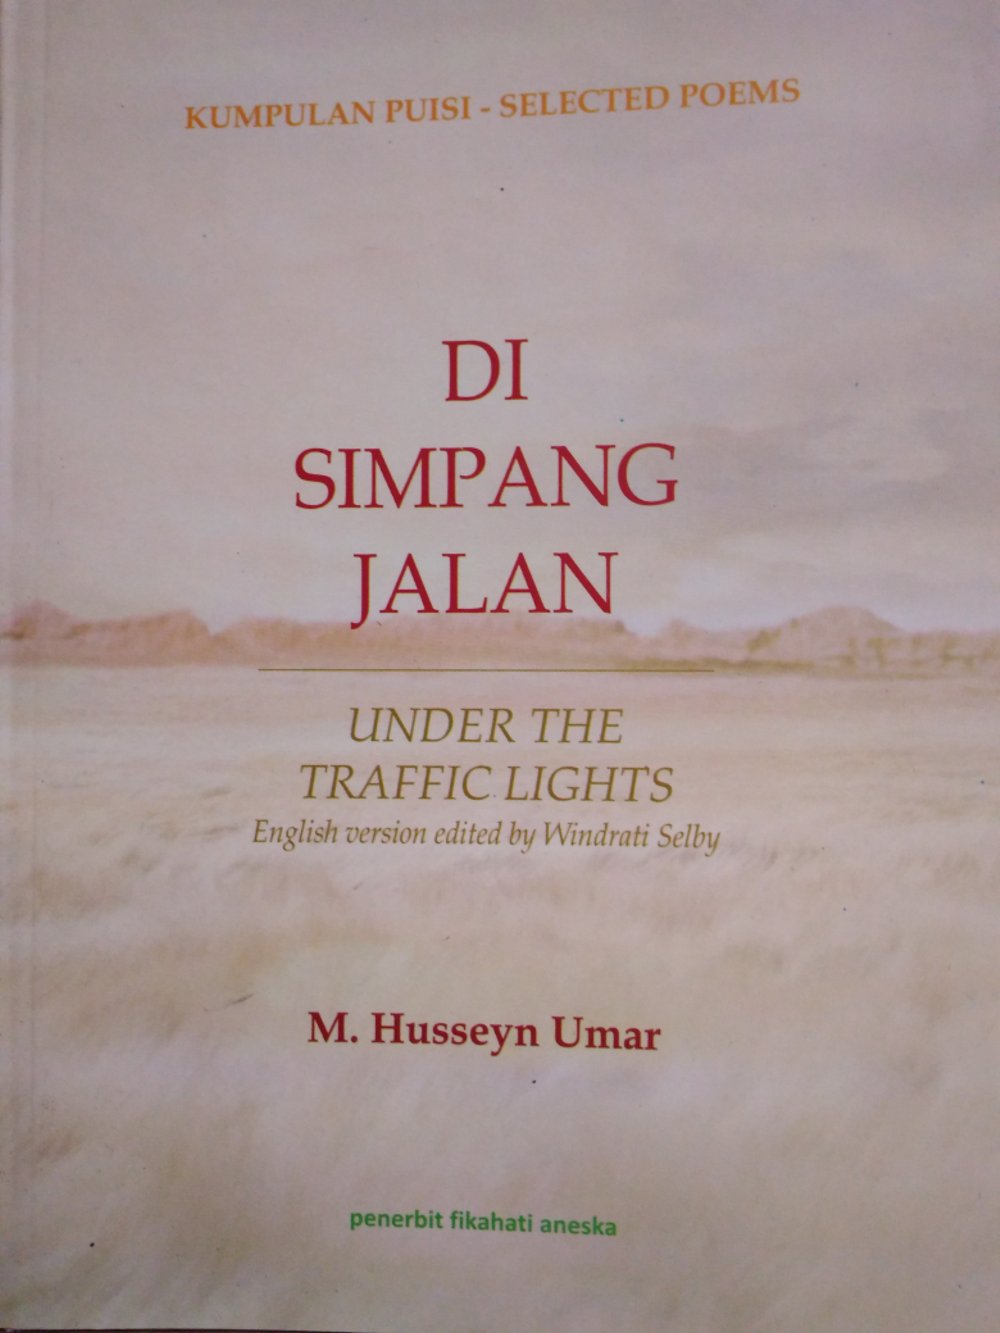 KUMPULAN PUISI - SELECTED POEMS
DI
SIMPANG
JALAN
UNDER THE
TRAFFIC LIGHTS
English version edited by Windrati Selby
M. Husseyn Umar
penerbit fikahati aneska